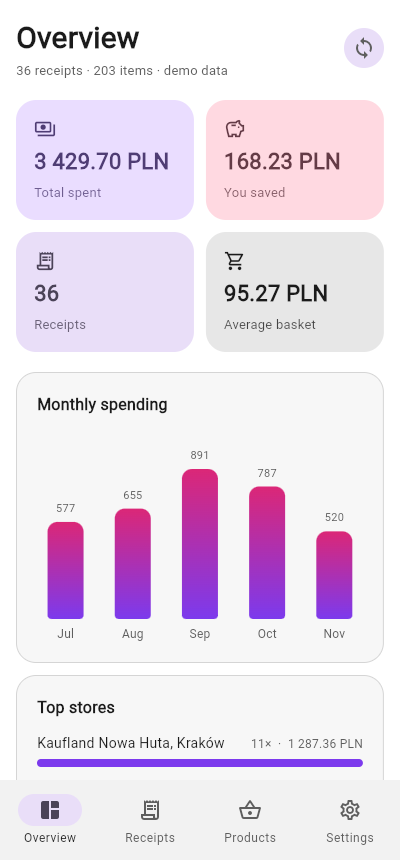 Overview
36 receipts · 203 items · demo data
3 429.70 PLN
Total spent
168.23 PLN
You saved
36
Receipts
95.27 PLN
Average basket
Monthly spending
577
655
891
787
520
Jul
Aug
Sep
Oct
Nov
Top stores
Kaufland Nowa Huta, Kraków
11× · 1 287.36 PLN
Overview
Receipts
Products
Settings